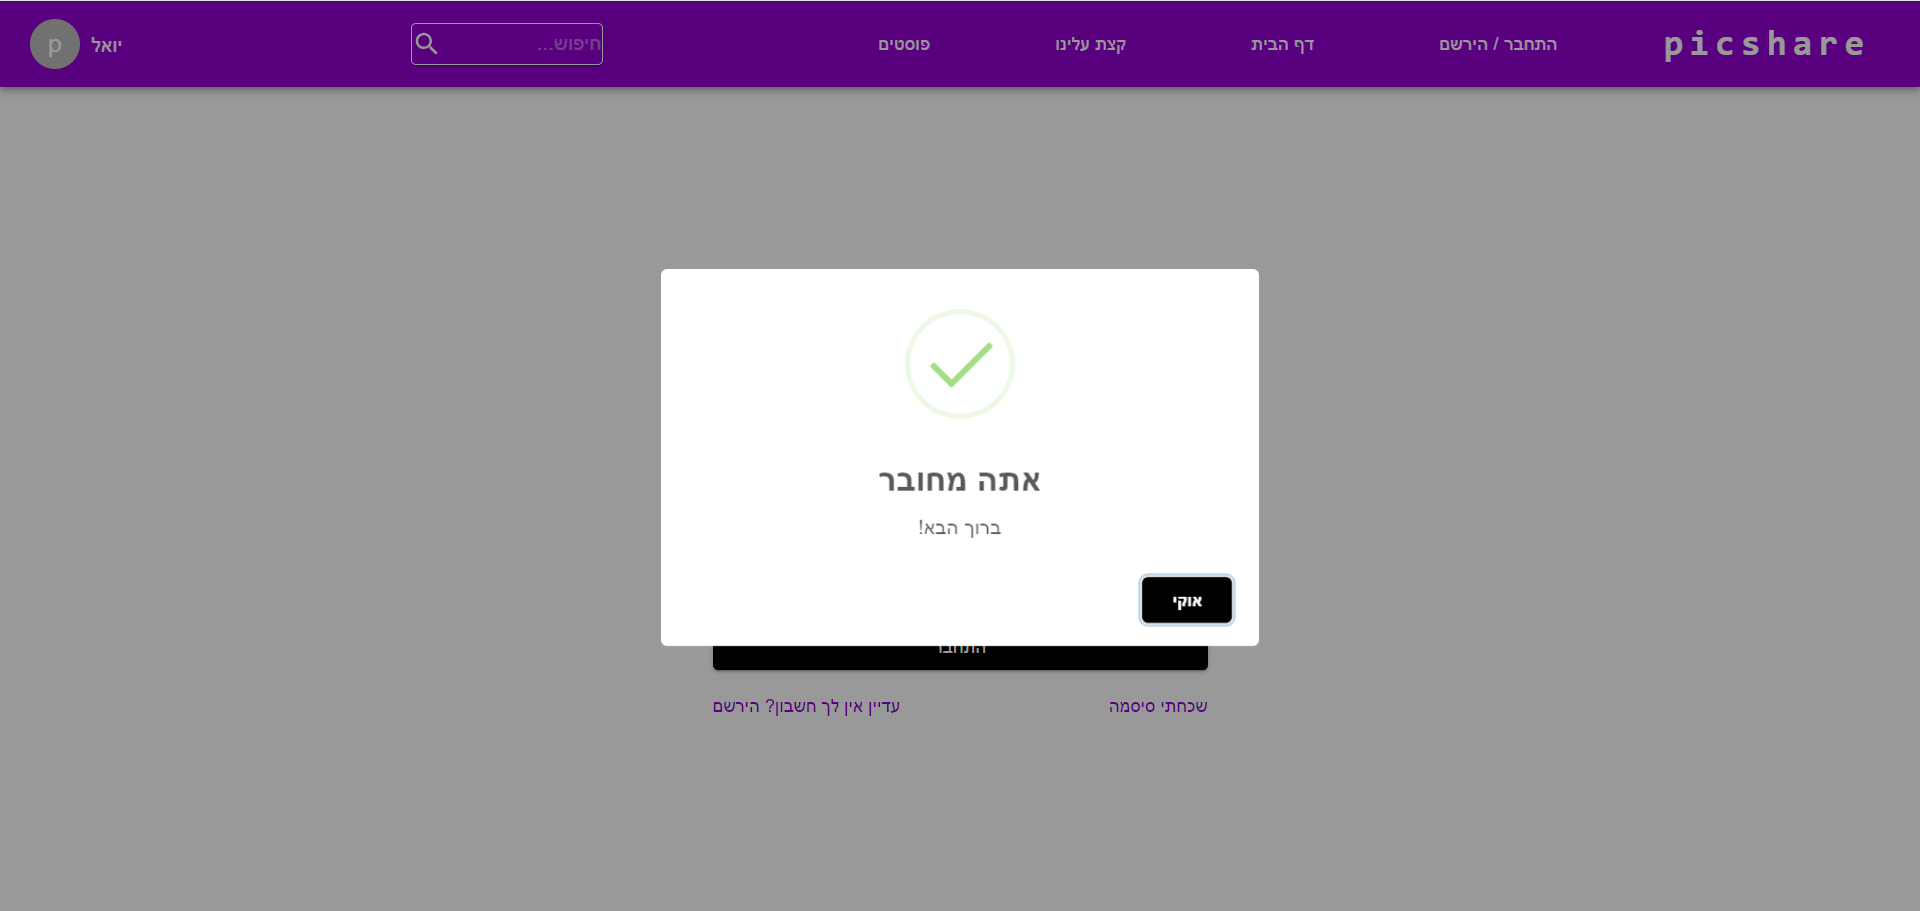 picshare
התחבר / הירשם
דף הבית
קצת עלינו
פוסטים
חיפוש...
יואל
p
אתה מחובר
ברוך הבא!
אוקי
התחבר
שכחתי סיסמה
עדיין אין לך חשבון? הירשם